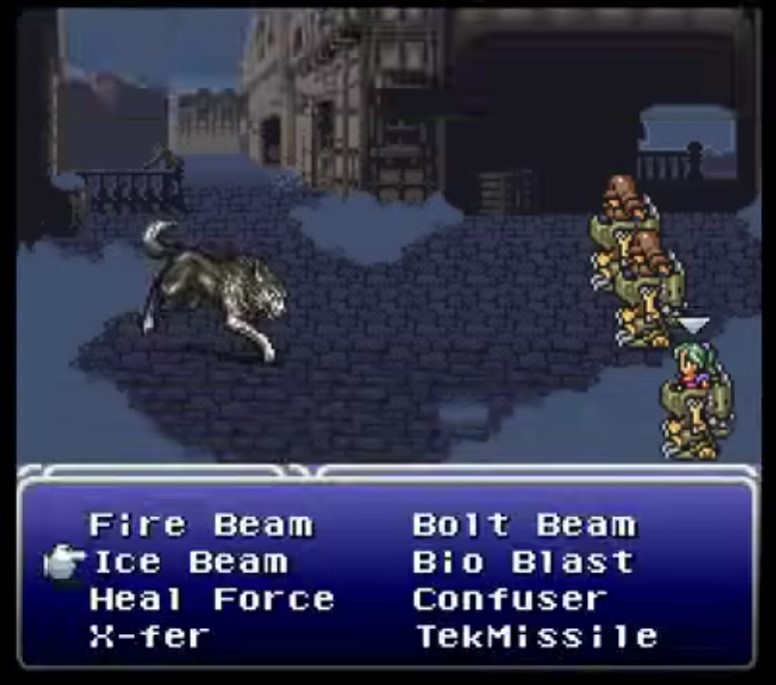 Fire Beam Bolt Beam
Ice Beam Bio Blast
Heal Force Confuser
X-fer TekMissile